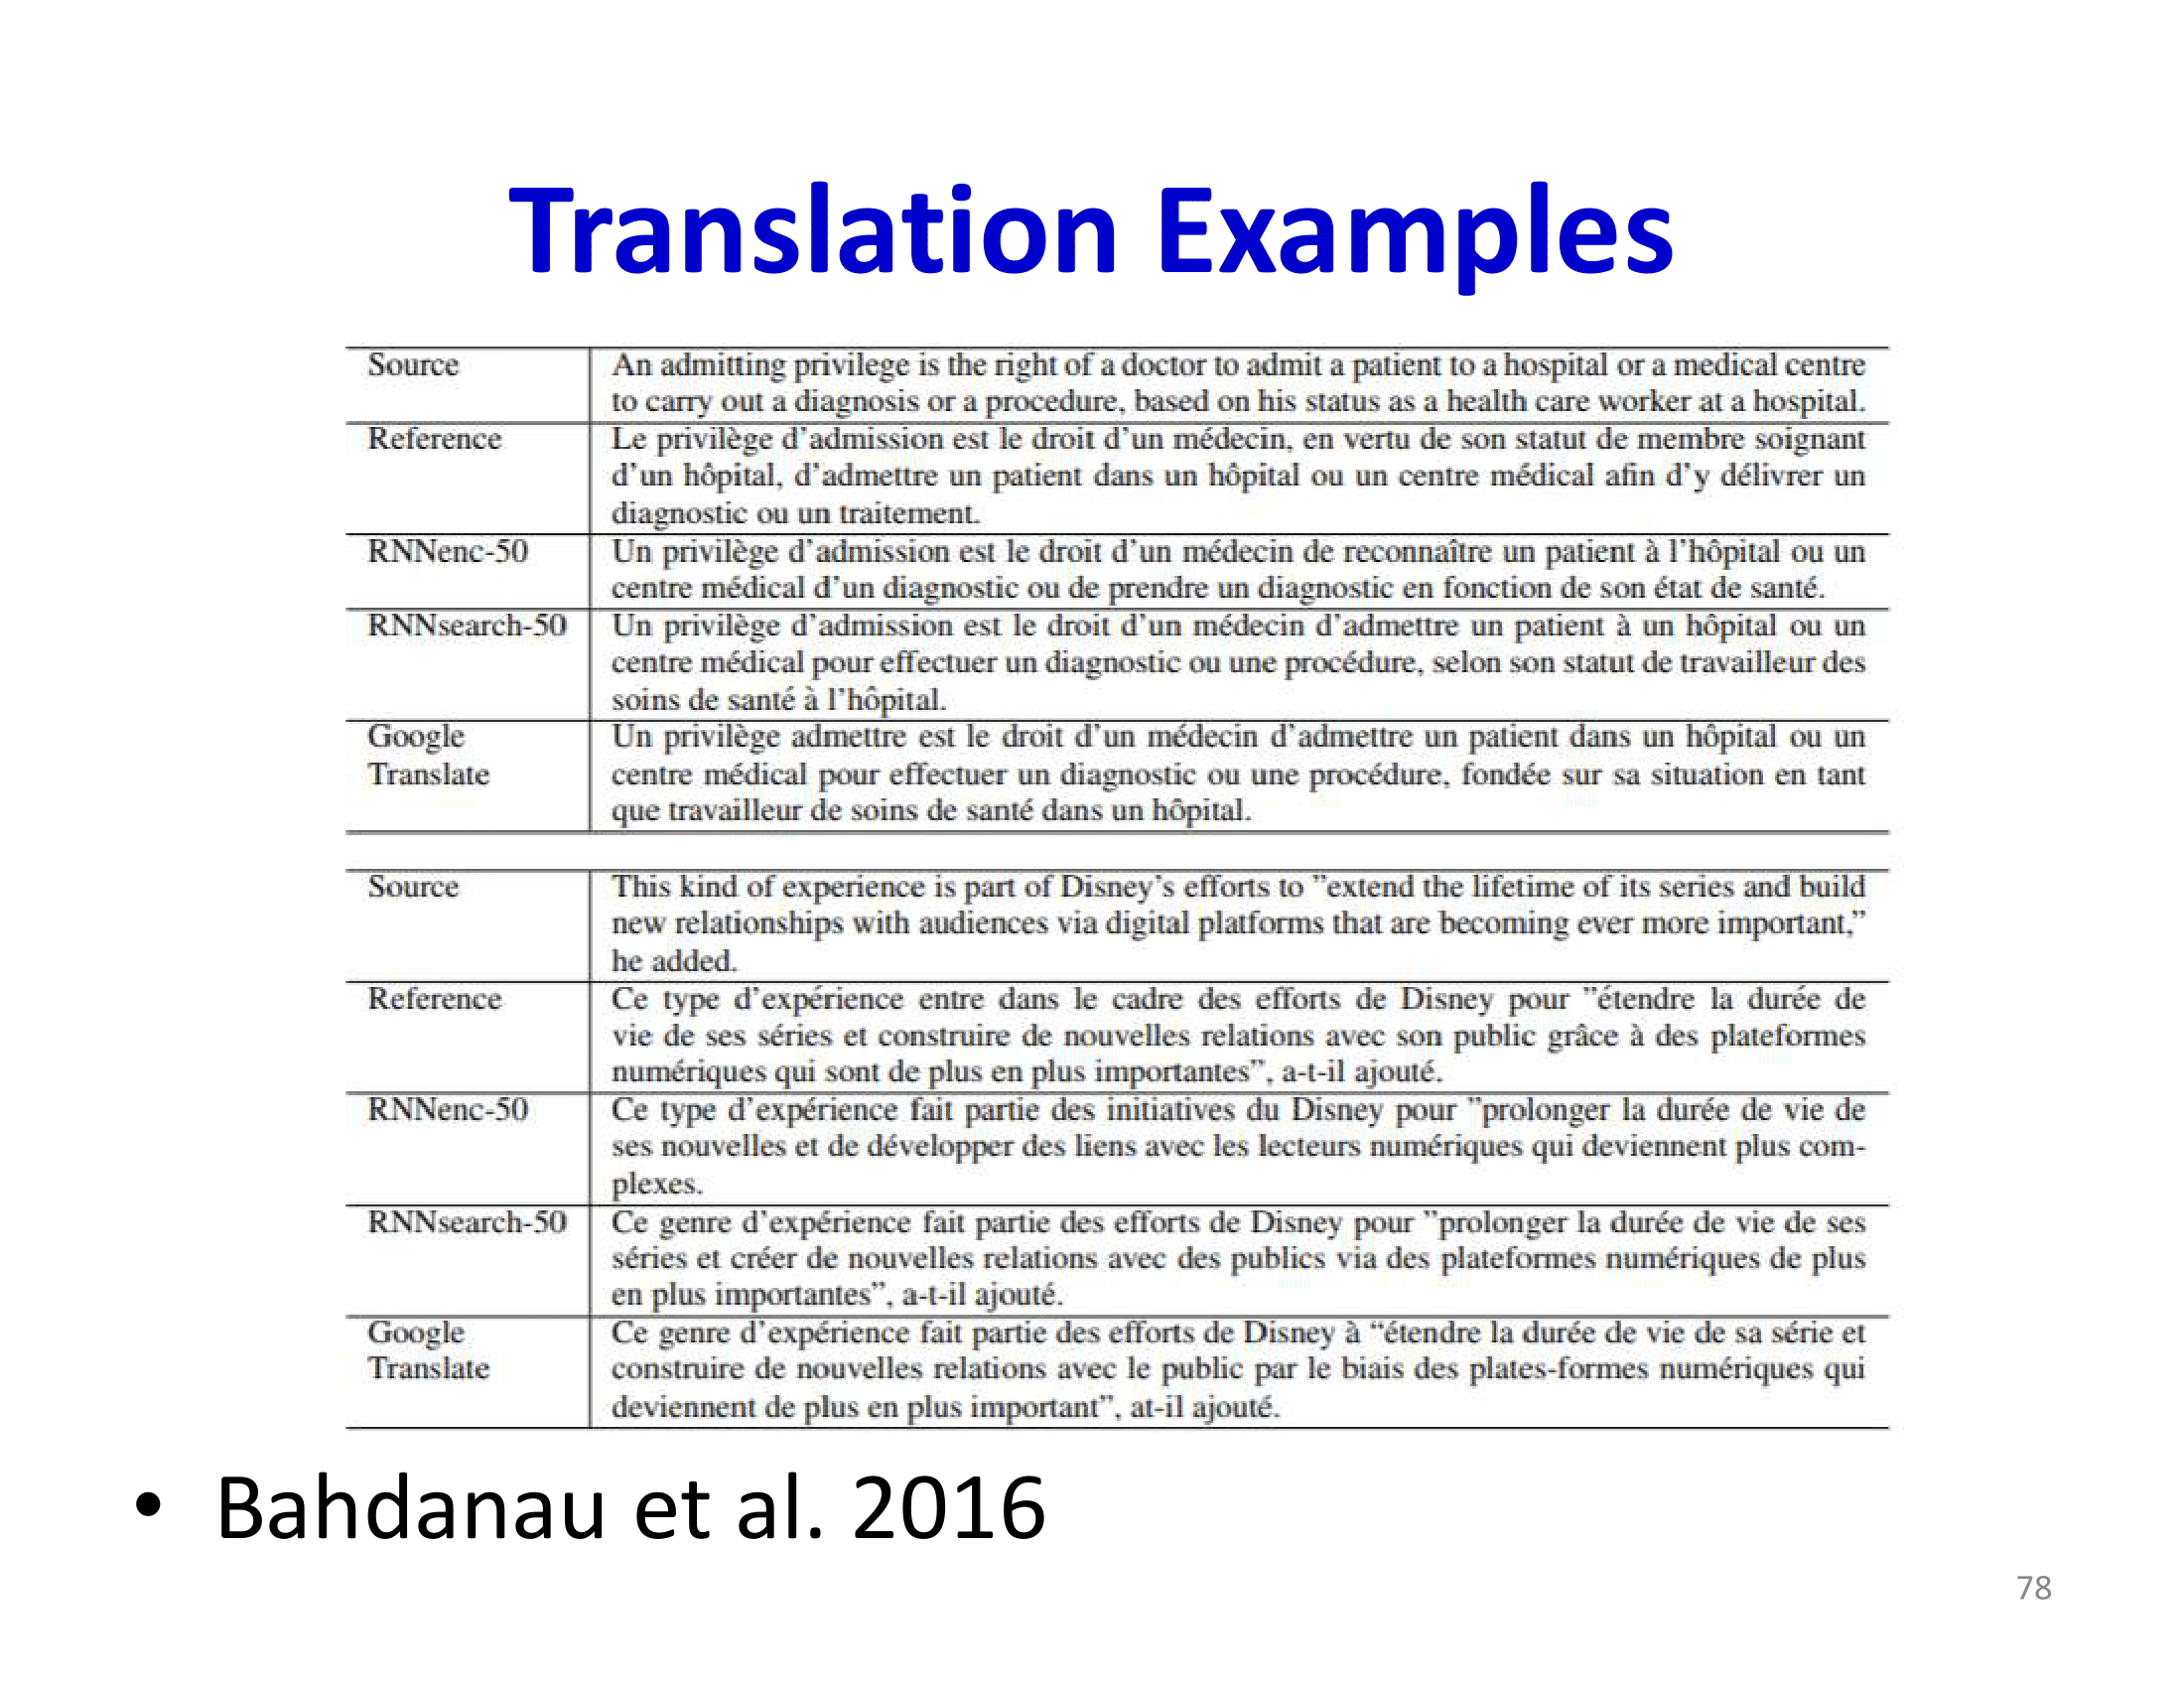 Translation Examples
Source An admitting privilege is the right of a doctor to admit a patient to a hospital or a medical centre
to carry out a diagnosis or a procedure, based on his status as a health care worker at a hospital.
Reference Le privilège d'admission est le droit d'un médecin, en vertu de son statut de membre soignant
d'un hôpital, d'admettre un patient dans un hôpital ou un centre médical afin d'y délivrer un
diagnostic ou un traitement.
RNNenc-50 Un privilège d'admission est le droit d'un médecin de reconnaître un patient à l'hôpital ou un
centre médical d'un diagnostic ou de prendre un diagnostic en fonction de son état de santé.
RNNsearch-50 Un privilège d'admission est le droit d'un médecin d'admettre un patient à un hôpital ou un
centre médical pour effectuer un diagnostic ou une procédure, selon son statut de travailleur des
soins de santé à l'hôpital.
Google Un privilège admettre est le droit d'un médecin d'admettre un patient dans un hôpital ou un
Translate centre médical pour effectuer un diagnostic ou une procédure, fondée sur sa situation en tant
que travailleur de soins de santé dans un hôpital.
Source This kind of experience is part of Disney's efforts to ”extend the lifetime of its series and build
new relationships with audiences via digital platforms that are becoming ever more important,”
he added.
Reference Ce type d'expérience entre dans le cadre des efforts de Disney pour ”étendre la durée de
vie de ses séries et construire de nouvelles relations avec son public grâce à des plateformes
numériques qui sont de plus en plus importantes”, a-t-il ajouté.
RNNenc-50 Ce type d'expérience fait partie des initiatives du Disney pour ”prolonger la durée de vie de
ses nouvelles et de développer des liens avec les lecteurs numériques qui deviennent plus com-
plexes.
RNNsearch-50 Ce genre d'expérience fait partie des efforts de Disney pour ”prolonger la durée de vie de ses
séries et créer de nouvelles relations avec des publics via des plateformes numériques de plus
en plus importantes”, a-t-il ajouté.
Google Ce genre d'expérience fait partie des efforts de Disney à “étendre la durée de vie de sa série et
Translate construire de nouvelles relations avec le public par le biais des plates-formes numériques qui
deviennent de plus en plus important”, at-il ajouté.
• Bahdanau et al. 2016
78